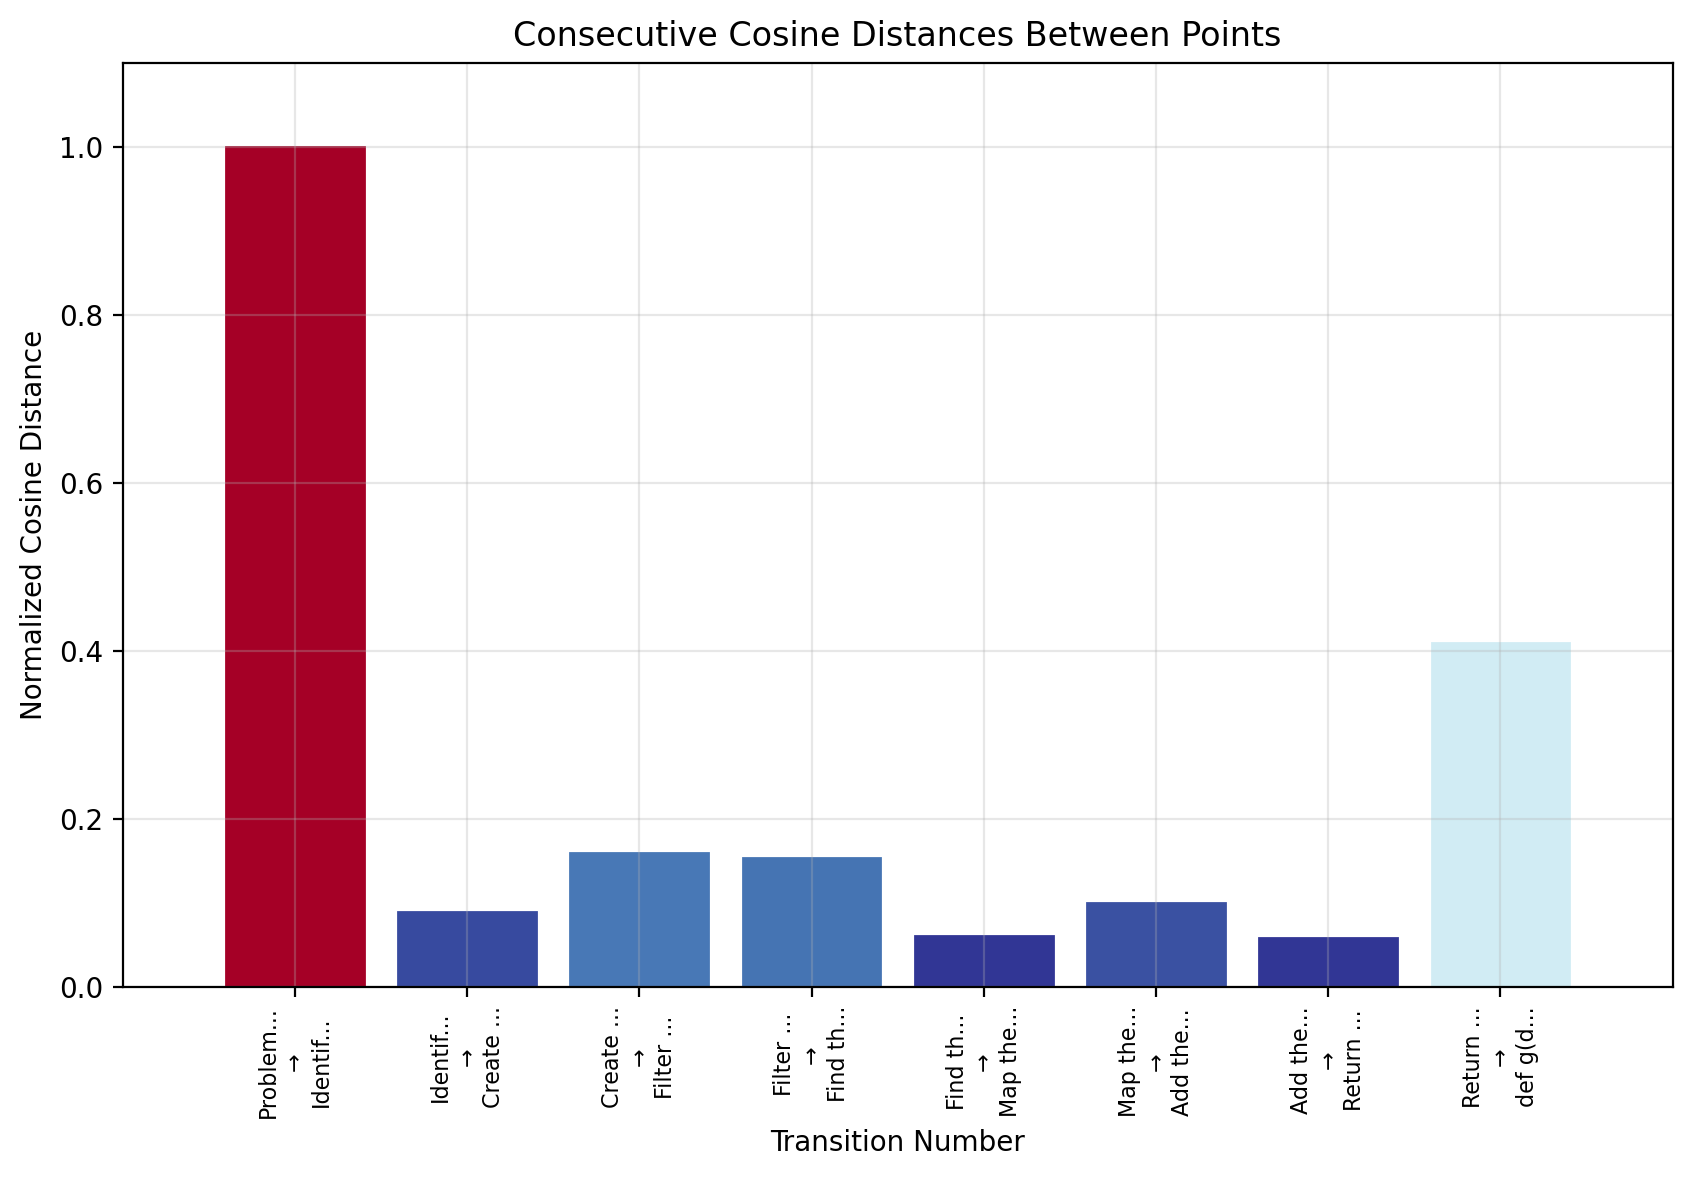 Consecutive Cosine Distances Between Points
Normalized Cosine Distance
1.0
0.8
0.6
0.4
0.2
0.0
Problem...
→
Identif...
Identif...
→
Create ...
Create ...
→
Filter ...
Filter ...
→
Find th...
Find th...
→
Map the...
Map the...
→
Add the...
Add the...
→
Return ...
Return ...
→
def g(d...
Transition Number